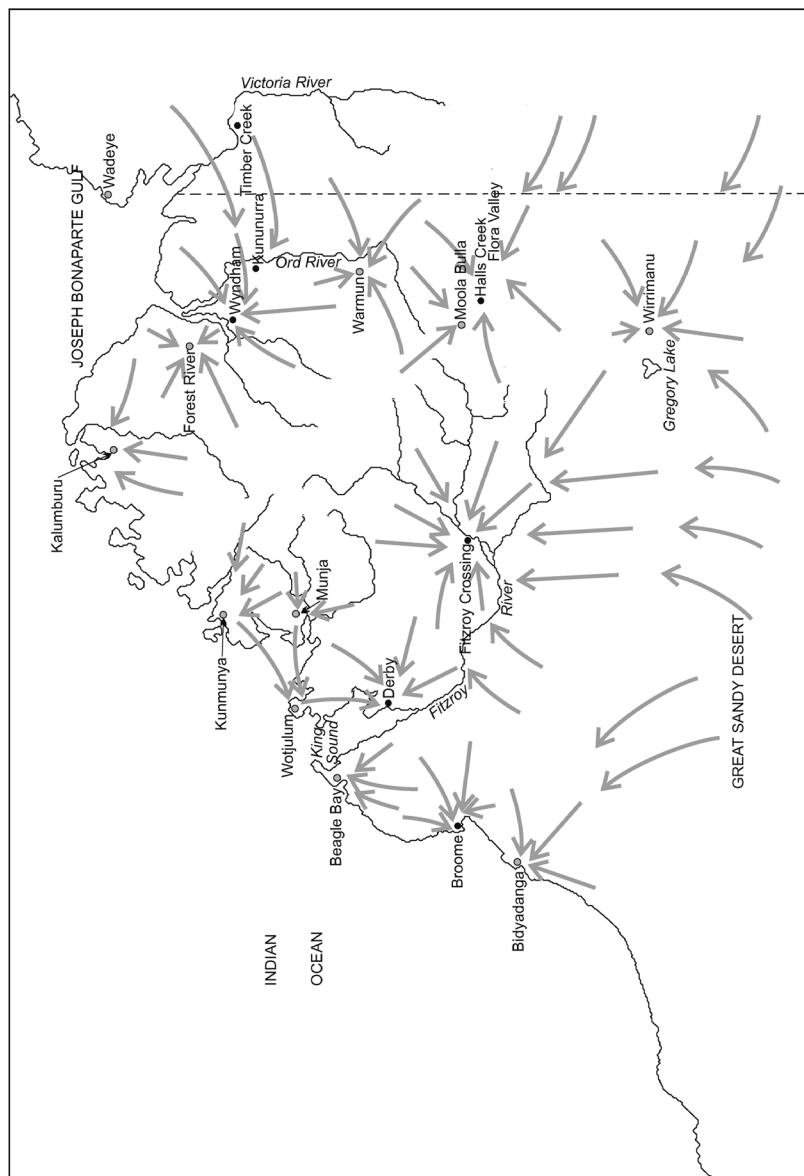 JOSEPH BONAPARTE GULF
Wadeye
Victoria River
Timber Creek
Kununurra
Wyndham
Ord River
Forest River
Kalumburu
Warmun
Moola Bulla
Halls Creek
Flora Valley
Wirrimanu
Gregory Lake
Kunmunya
Munja
Wotjulum
King
Sound
Derby
Fitzroy Crossing
Fitzroy
River
Beagle Bay
Broome
Bidyadanga
INDIAN
OCEAN
GREAT SANDY DESERT